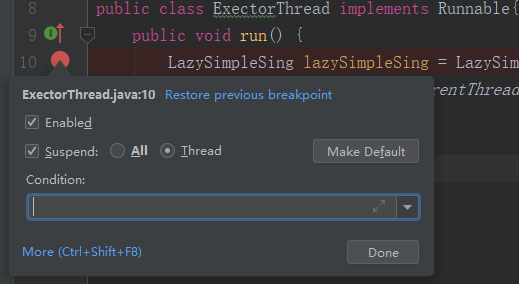 8 public class ExectorThread implements Runnable{
9 public void run() {
10 LazySimpleSing lazySimpleSing = LazySim
rentThread
ExectorThread.java:10 Restore previous breakpoint
Enabled
Suspend: All Thread Make Default
Condition:
More (Ctrl+Shift+F8) Done